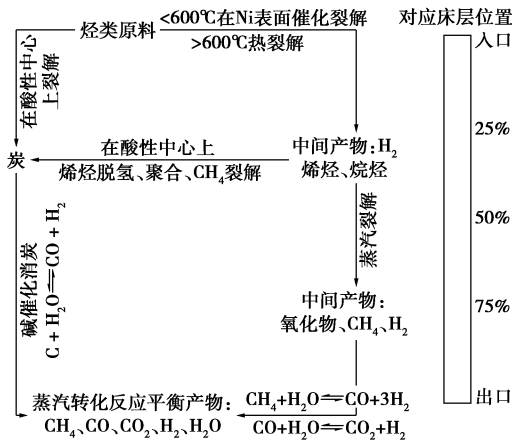 烃类原料
<600℃在Ni表面催化裂解
>600℃热裂解
对应床层位置
入口
在酸性中心
上裂解
炭
在酸性中心上
烯烃脱氢、聚合、CH₄裂解
中间产物:H₂
烯烃、烷烃
25%
50%
75%
蒸汽裂解
碱催化消炭
C + H₂O⇌CO + H₂
中间产物:
氧化物、CH₄、H₂
蒸汽转化反应平衡产物:
CH₄、CO、CO₂、H₂、H₂O
CH₄+H₂O⇌CO+3H₂
CO+H₂O⇌CO₂+H₂
出口